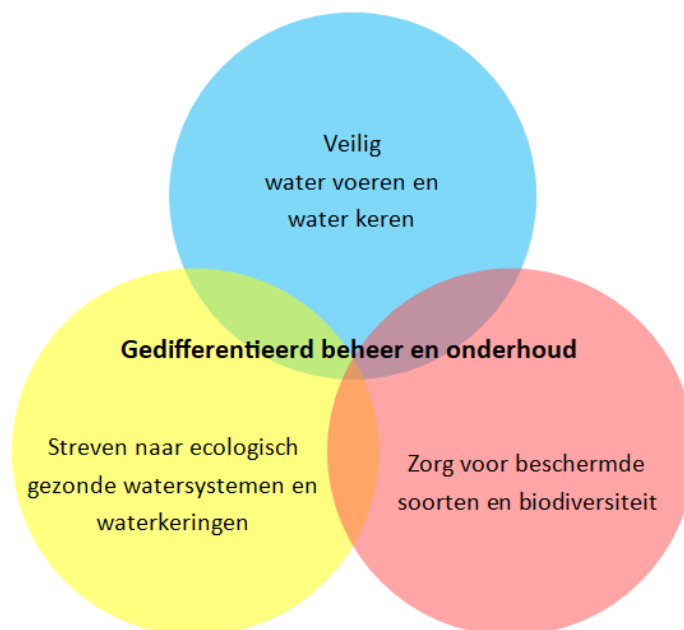 Veilig
water voeren en
water keren
Gedifferentieerd beheer en onderhoud
Streven naar ecologisch
gezonde watersystemen en
waterkeringen
Zorg voor beschermde
soorten en biodiversiteit